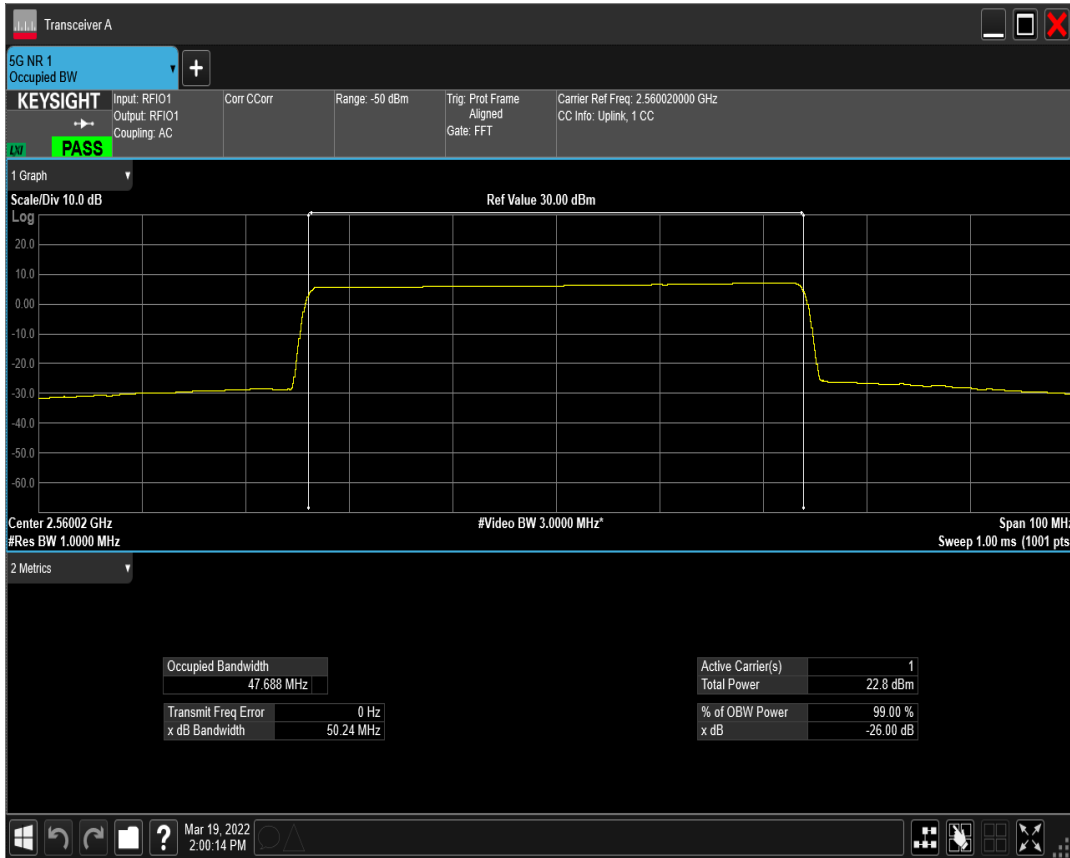 Transceiver A
5G NR 1
Occupied BW
+
KEYSIGHT
LXI
PASS
Input: RFIO1
Output: RFIO1
Coupling: AC
Corr CCorr
Range: -50 dBm
Trig: Prot Frame
Aligned
Gate: FFT
Carrier Ref Freq: 2.560020000 GHz
CC Info: Uplink, 1 CC
1 Graph
Scale/Div 10.0 dB
Ref Value 30.00 dBm
Log
20.0
10.0
0.00
-10.0
-20.0
-30.0
-40.0
-50.0
-60.0
Center 2.56002 GHz
#Video BW 3.0000 MHz*
Span 100 MHz
#Res BW 1.0000 MHz
Sweep 1.00 ms (1001 pts
2 Metrics
Occupied Bandwidth
47.688 MHz
Transmit Freq Error 0 Hz
x dB Bandwidth 50.24 MHz
Active Carrier(s) 1
Total Power 22.8 dBm
% of OBW Power 99.00 %
x dB -26.00 dB
?
Mar 19, 2022
2:00:14 PM